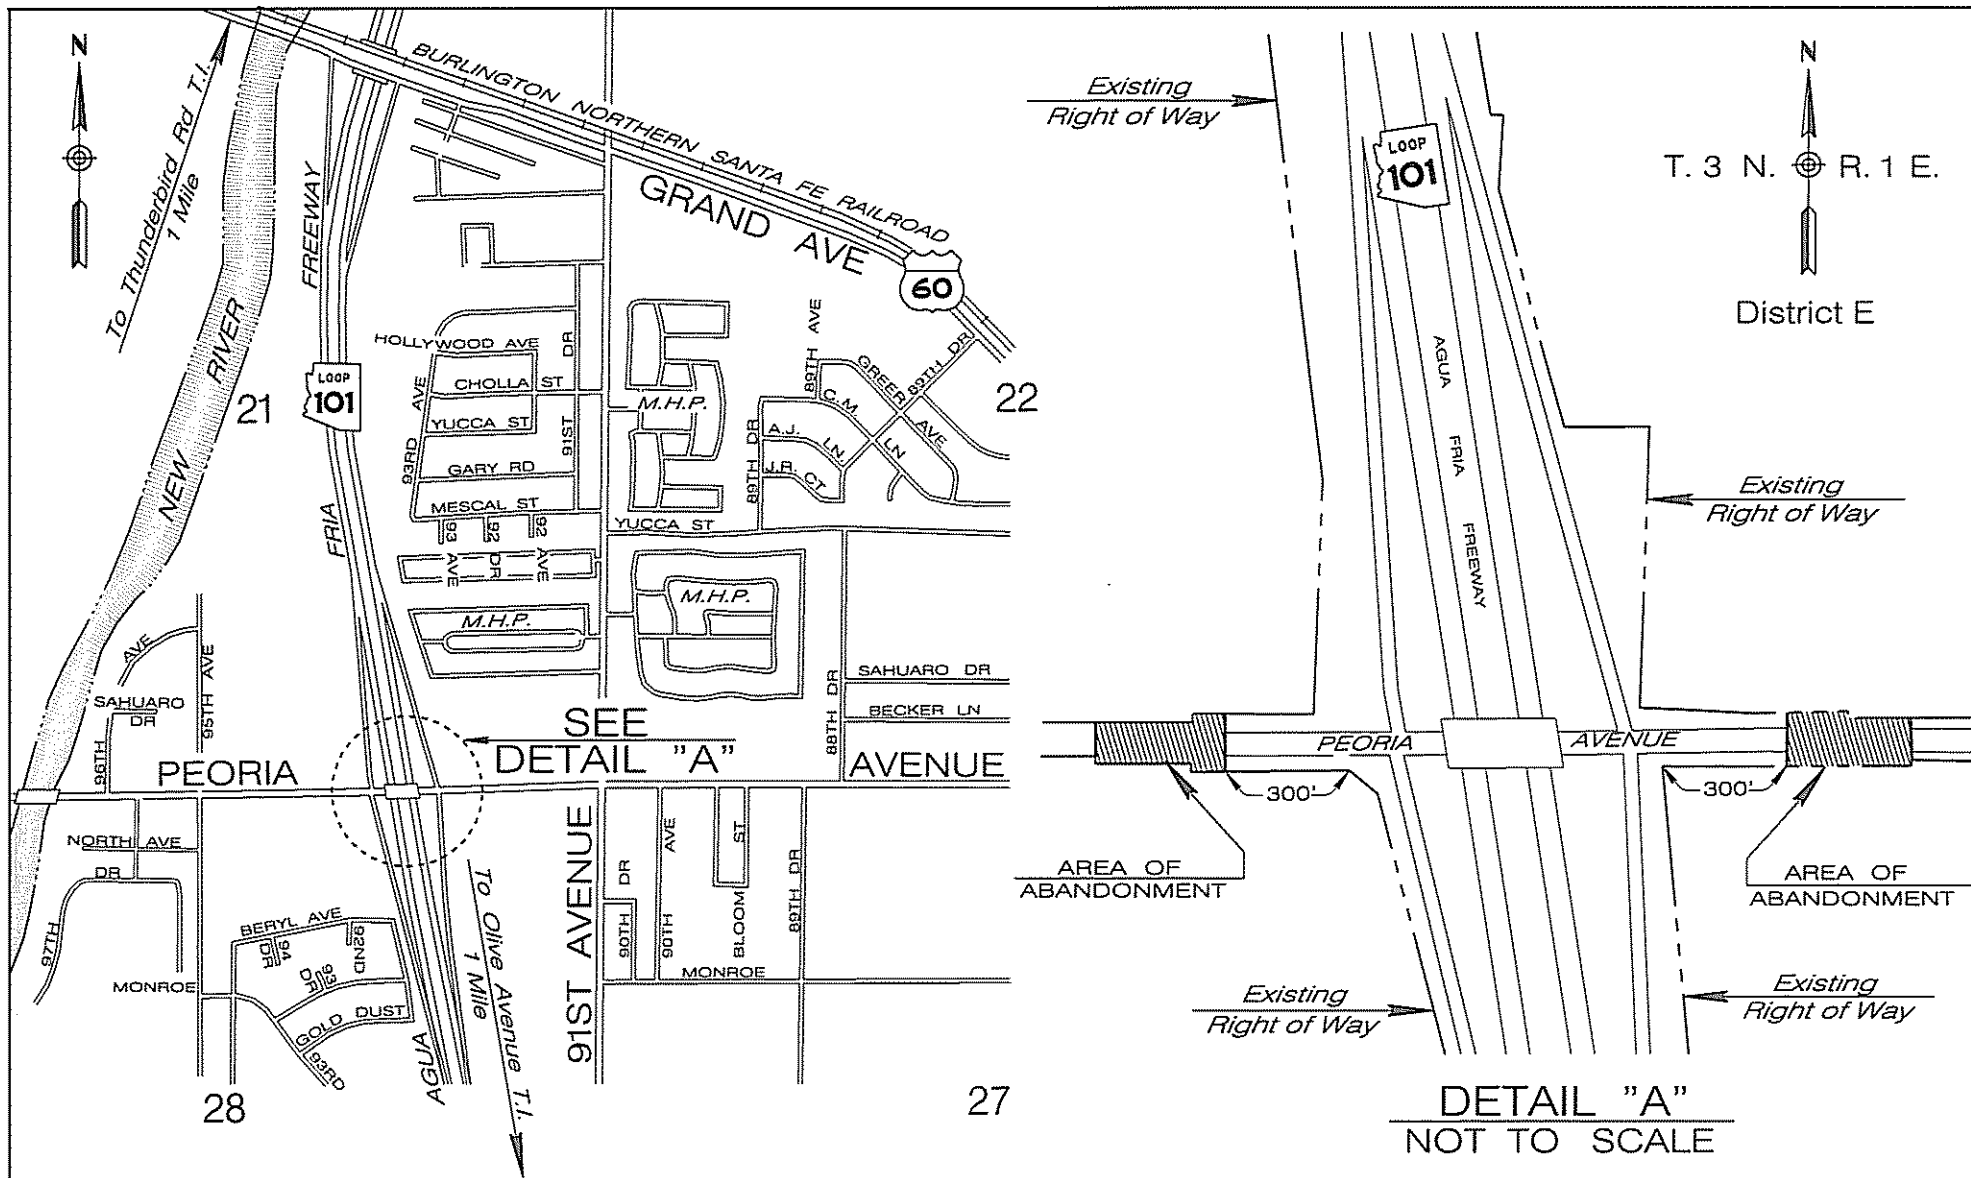 N
To Thunderbird Rd T.I.
1 Mile
BURLINGTON NORTHERN SANTA FE RAILROAD
GRAND AVE
60
NEW RIVER
FREEWAY
LOOP
101
FRIA
AGUA
21
22
HOLLYWOOD AVE
CHOLLA ST
YUCCA ST
GARY RD
MESCAL ST
93RD AVE
91ST DR
93 AVE
92 DR
92 AVE
M.H.P.
M.H.P.
M.H.P.
YUCCA ST
89TH AVE
GREER AVE
89TH DR
C.M. LN
A.J. LN.
J.R. CT
89TH DR
88TH DR
SAHUARO DR
BECKER LN
AVE
SAHUARO
DR
96TH
95TH AVE
SEE
DETAIL "A"
PEORIA
AVENUE
NORTH AVE
DR
97TH
MONROE
BERYL AVE
94
DR
93
DR
92ND
GOLD DUST
93RD
To Olive Avenue T.I.
1 Mile
91ST AVENUE
90TH DR
90TH AVE
BLOOM ST
89TH DR
MONROE
28
27
Existing
Right of Way
LOOP
101
N
T. 3 N. R. 1 E.
District E
AGUA FRIA FREEWAY
Existing
Right of Way
PEORIA AVENUE
300'
300'
AREA OF
ABANDONMENT
AREA OF
ABANDONMENT
Existing
Right of Way
Existing
Right of Way
DETAIL "A"
NOT TO SCALE